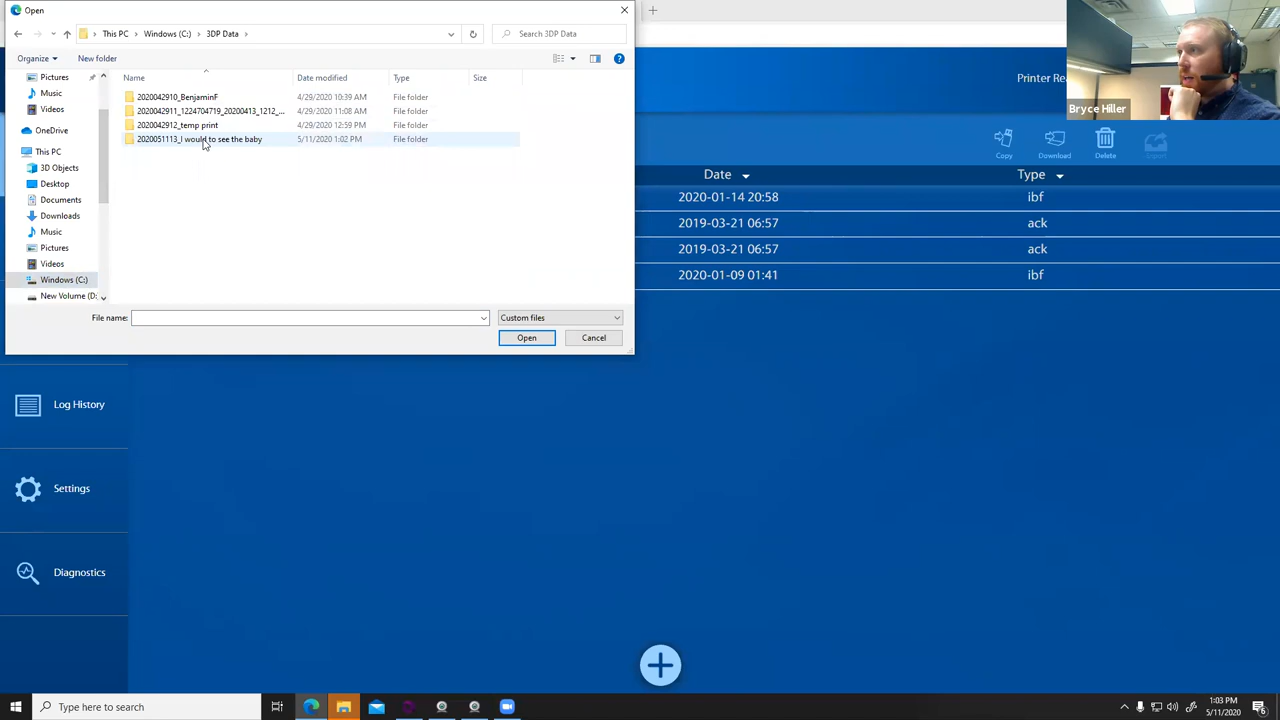 Open
This PC > Windows (C:) > 3DP Data >
Search 3DP Data
Organize
New folder
Name
Date modified
Type
Size
Pictures
Music
Videos
OneDrive
This PC
3D Objects
Desktop
Documents
Downloads
Music
Pictures
Videos
Windows (C:)
New Volume (D:
2020042910_BenjaminF 4/29/2020 10:39 AM File folder
2020042911_1224704719_20200413_1212_... 4/29/2020 11:08 AM File folder
2020042912_temp print 4/29/2020 12:59 PM File folder
2020051113_I would to see the baby 5/11/2020 1:02 PM File folder
File name:
Custom files
Open
Cancel
Printer Rea
Bryce Hiller
Copy
Download
Delete
Export
Date
Type
2020-01-14 20:58 ibf
2019-03-21 06:57 ack
2019-03-21 06:57 ack
2020-01-09 01:41 ibf
Log History
Settings
Diagnostics
Type here to search
1:03 PM
5/11/2020
6